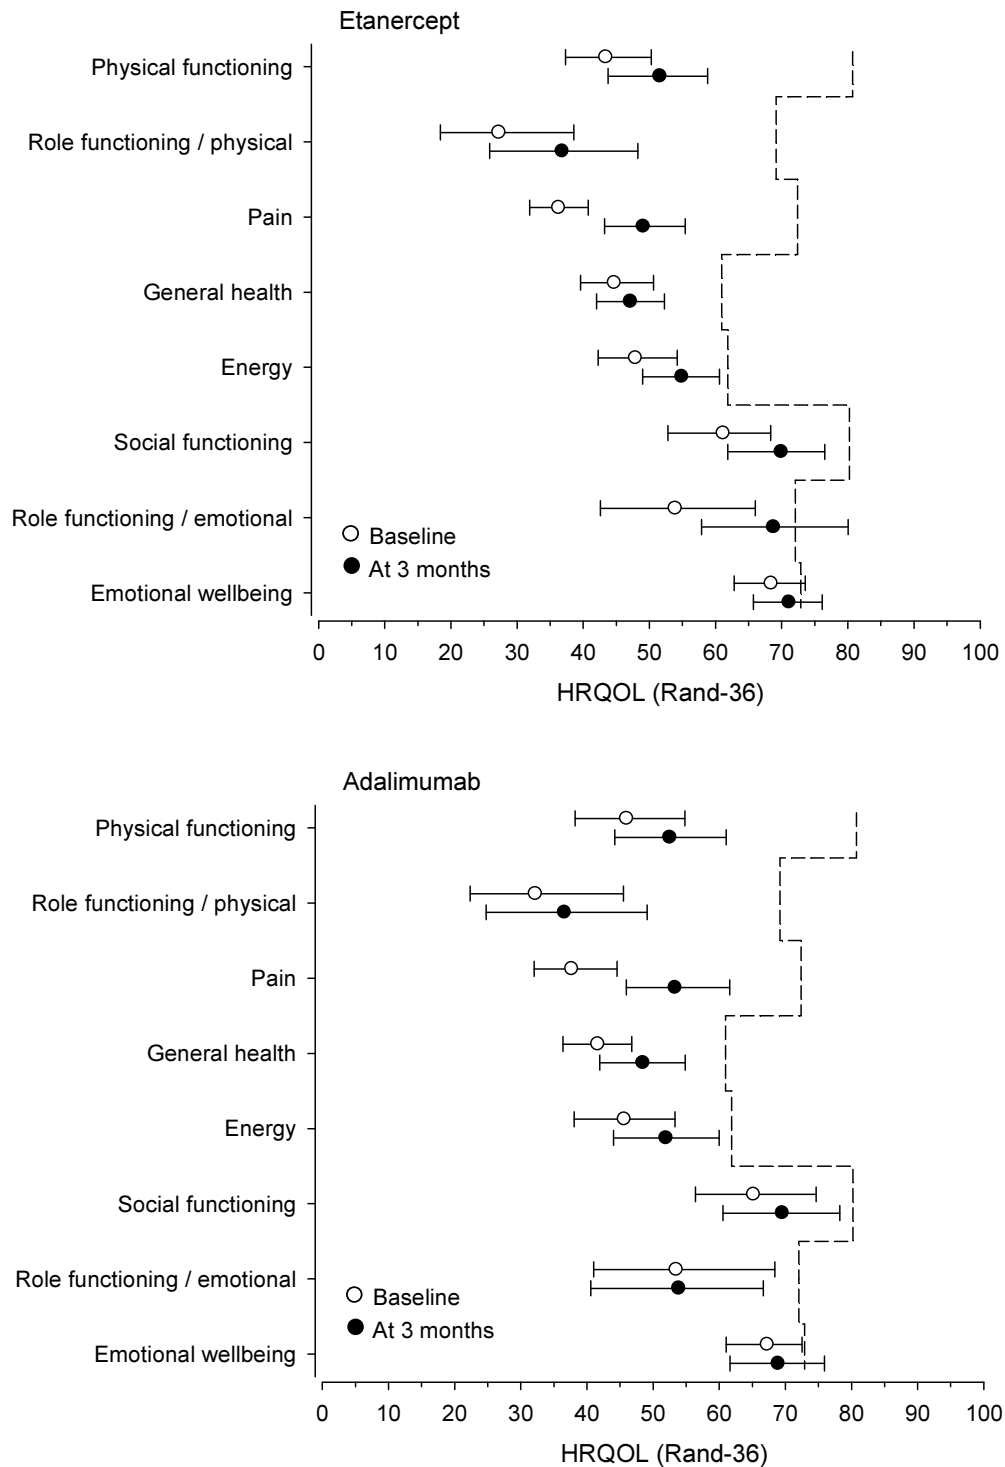 Etanercept
Physical functioning
Role functioning / physical
Pain
General health
Energy
Social functioning
Role functioning / emotional
Emotional wellbeing
Baseline
At 3 months
0 10 20 30 40 50 60 70 80 90 100
HRQOL (Rand-36)
Adalimumab
Physical functioning
Role functioning / physical
Pain
General health
Energy
Social functioning
Role functioning / emotional
Emotional wellbeing
Baseline
At 3 months
0 10 20 30 40 50 60 70 80 90 100
HRQOL (Rand-36)